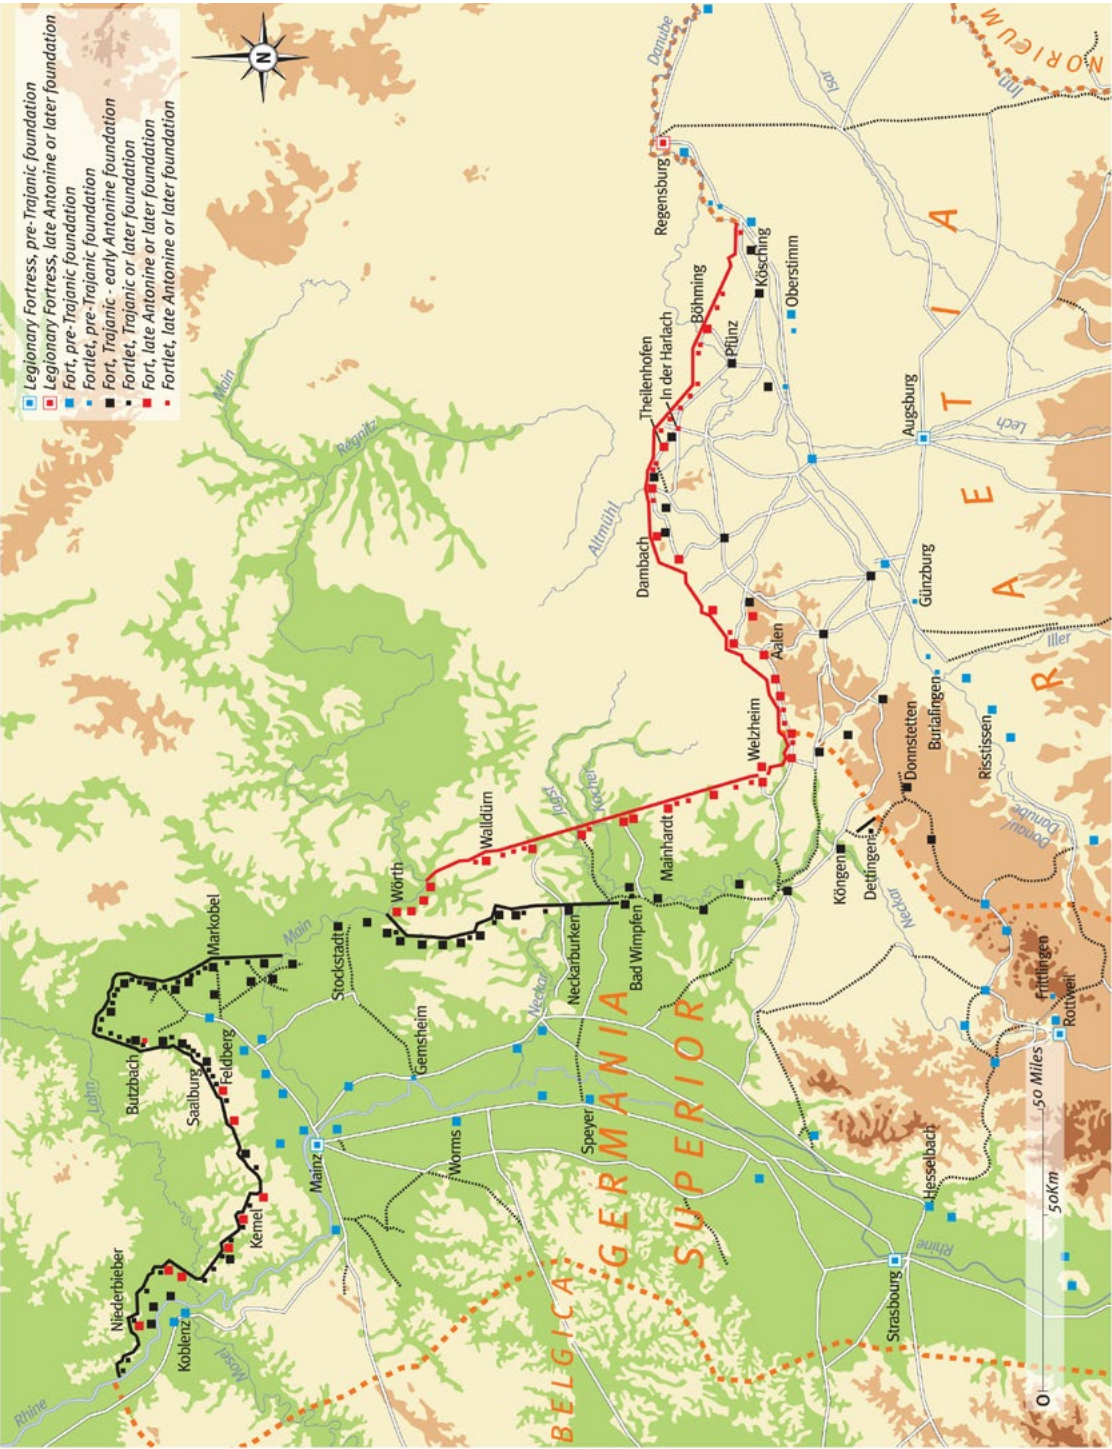 Legionary Fortress, pre-Trajanic foundation
Legionary Fortress, late Antonine or later foundation
Fort, pre-Trajanic foundation
Fortlet, pre-Trajanic foundation
Fort, Trajanic - early Antonine foundation
Fortlet, Trajanic or later foundation
Fort, late Antonine or later foundation
Fortlet, late Antonine or later foundation
N
Rhine
Niederbieber
Koblenz
Mosel
Lahn
Kemel
Butzbach
Saalburg
Feldberg
Markobel
Main
Main
Regnitz
Mainz
Stockstadt
Wörth
Gernsheim
Worms
Walldürn
Jagst
Kocher
Neckar
Neckarburken
Bad Wimpfen
Speyer
Mainhardt
Welzheim
BELGICA
GERMANIA
SUPERIOR
Altmühl
Dambach
Theilenhofen
In der Harlach
Böhming
Pfünz
Kösching
Oberstimm
Regensburg
Danube
Isar
Inn
NORICUM
Aalen
Köngen
Dettingen
Neckar
Donnstetten
Burlafingen
Risstissen
Donau/
Danube
Günzburg
Augsburg
Lech
Iller
RAETIA
Frittlingen
Rottweil
Hesselbach
Strasbourg
Rhine
0
50Km
50 Miles